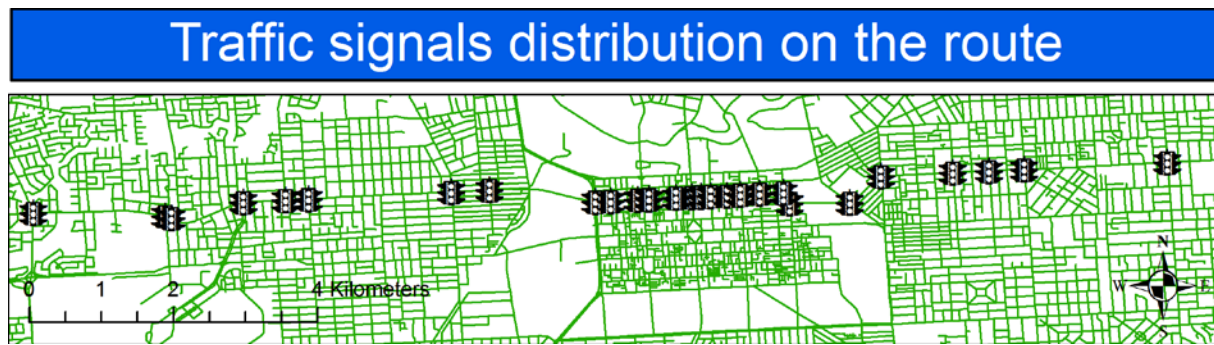 Traffic signals distribution on the route
0 1 2 4 Kilometers
N
W E
S